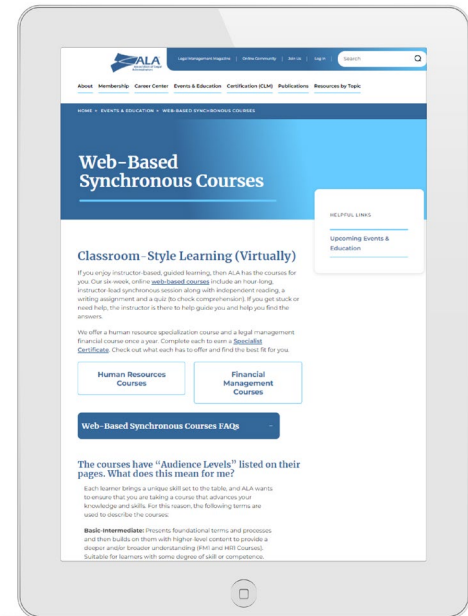 ALA
Legal Management Magazine | Online Community | Join Us | Log In | Search
About Membership Career Center Events & Education Certification (CLM) Publications Resources by Topic
HOME > EVENTS & EDUCATION > WEB-BASED SYNCHRONOUS COURSES
Web-Based
Synchronous Courses
HELPFUL LINKS
Upcoming Events &
Education
Classroom-Style Learning (Virtually)
If you enjoy instructor-based, guided learning, then ALA has the courses for
you. Our six-week, online web-based courses include an hour-long,
instructor-lead synchronous session along with independent reading, a
writing assignment and a quiz (to check comprehension). If you get stuck or
need help, the instructor is there to help guide you and help you find the
answers.
We offer a human resource specialization course and a legal management
financial course once a year. Complete each to earn a Specialist
Certificate. Check out what each has to offer and find the best fit for you.
Human Resources
Courses
Financial
Management
Courses
Web-Based Synchronous Courses FAQs -
The courses have “Audience Levels” listed on their
pages. What does this mean for me?
Each learner brings a unique skill set to the table, and ALA wants
to ensure that you are taking a course that advances your
knowledge and skills. For this reason, the following terms are
used to describe the courses:
Basic-Intermediate: Presents foundational terms and processes
and then builds on them with higher-level content to provide a
deeper and/or broader understanding (FM1 and HR1 Courses).
Suitable for learners with some degree of skill or competence.